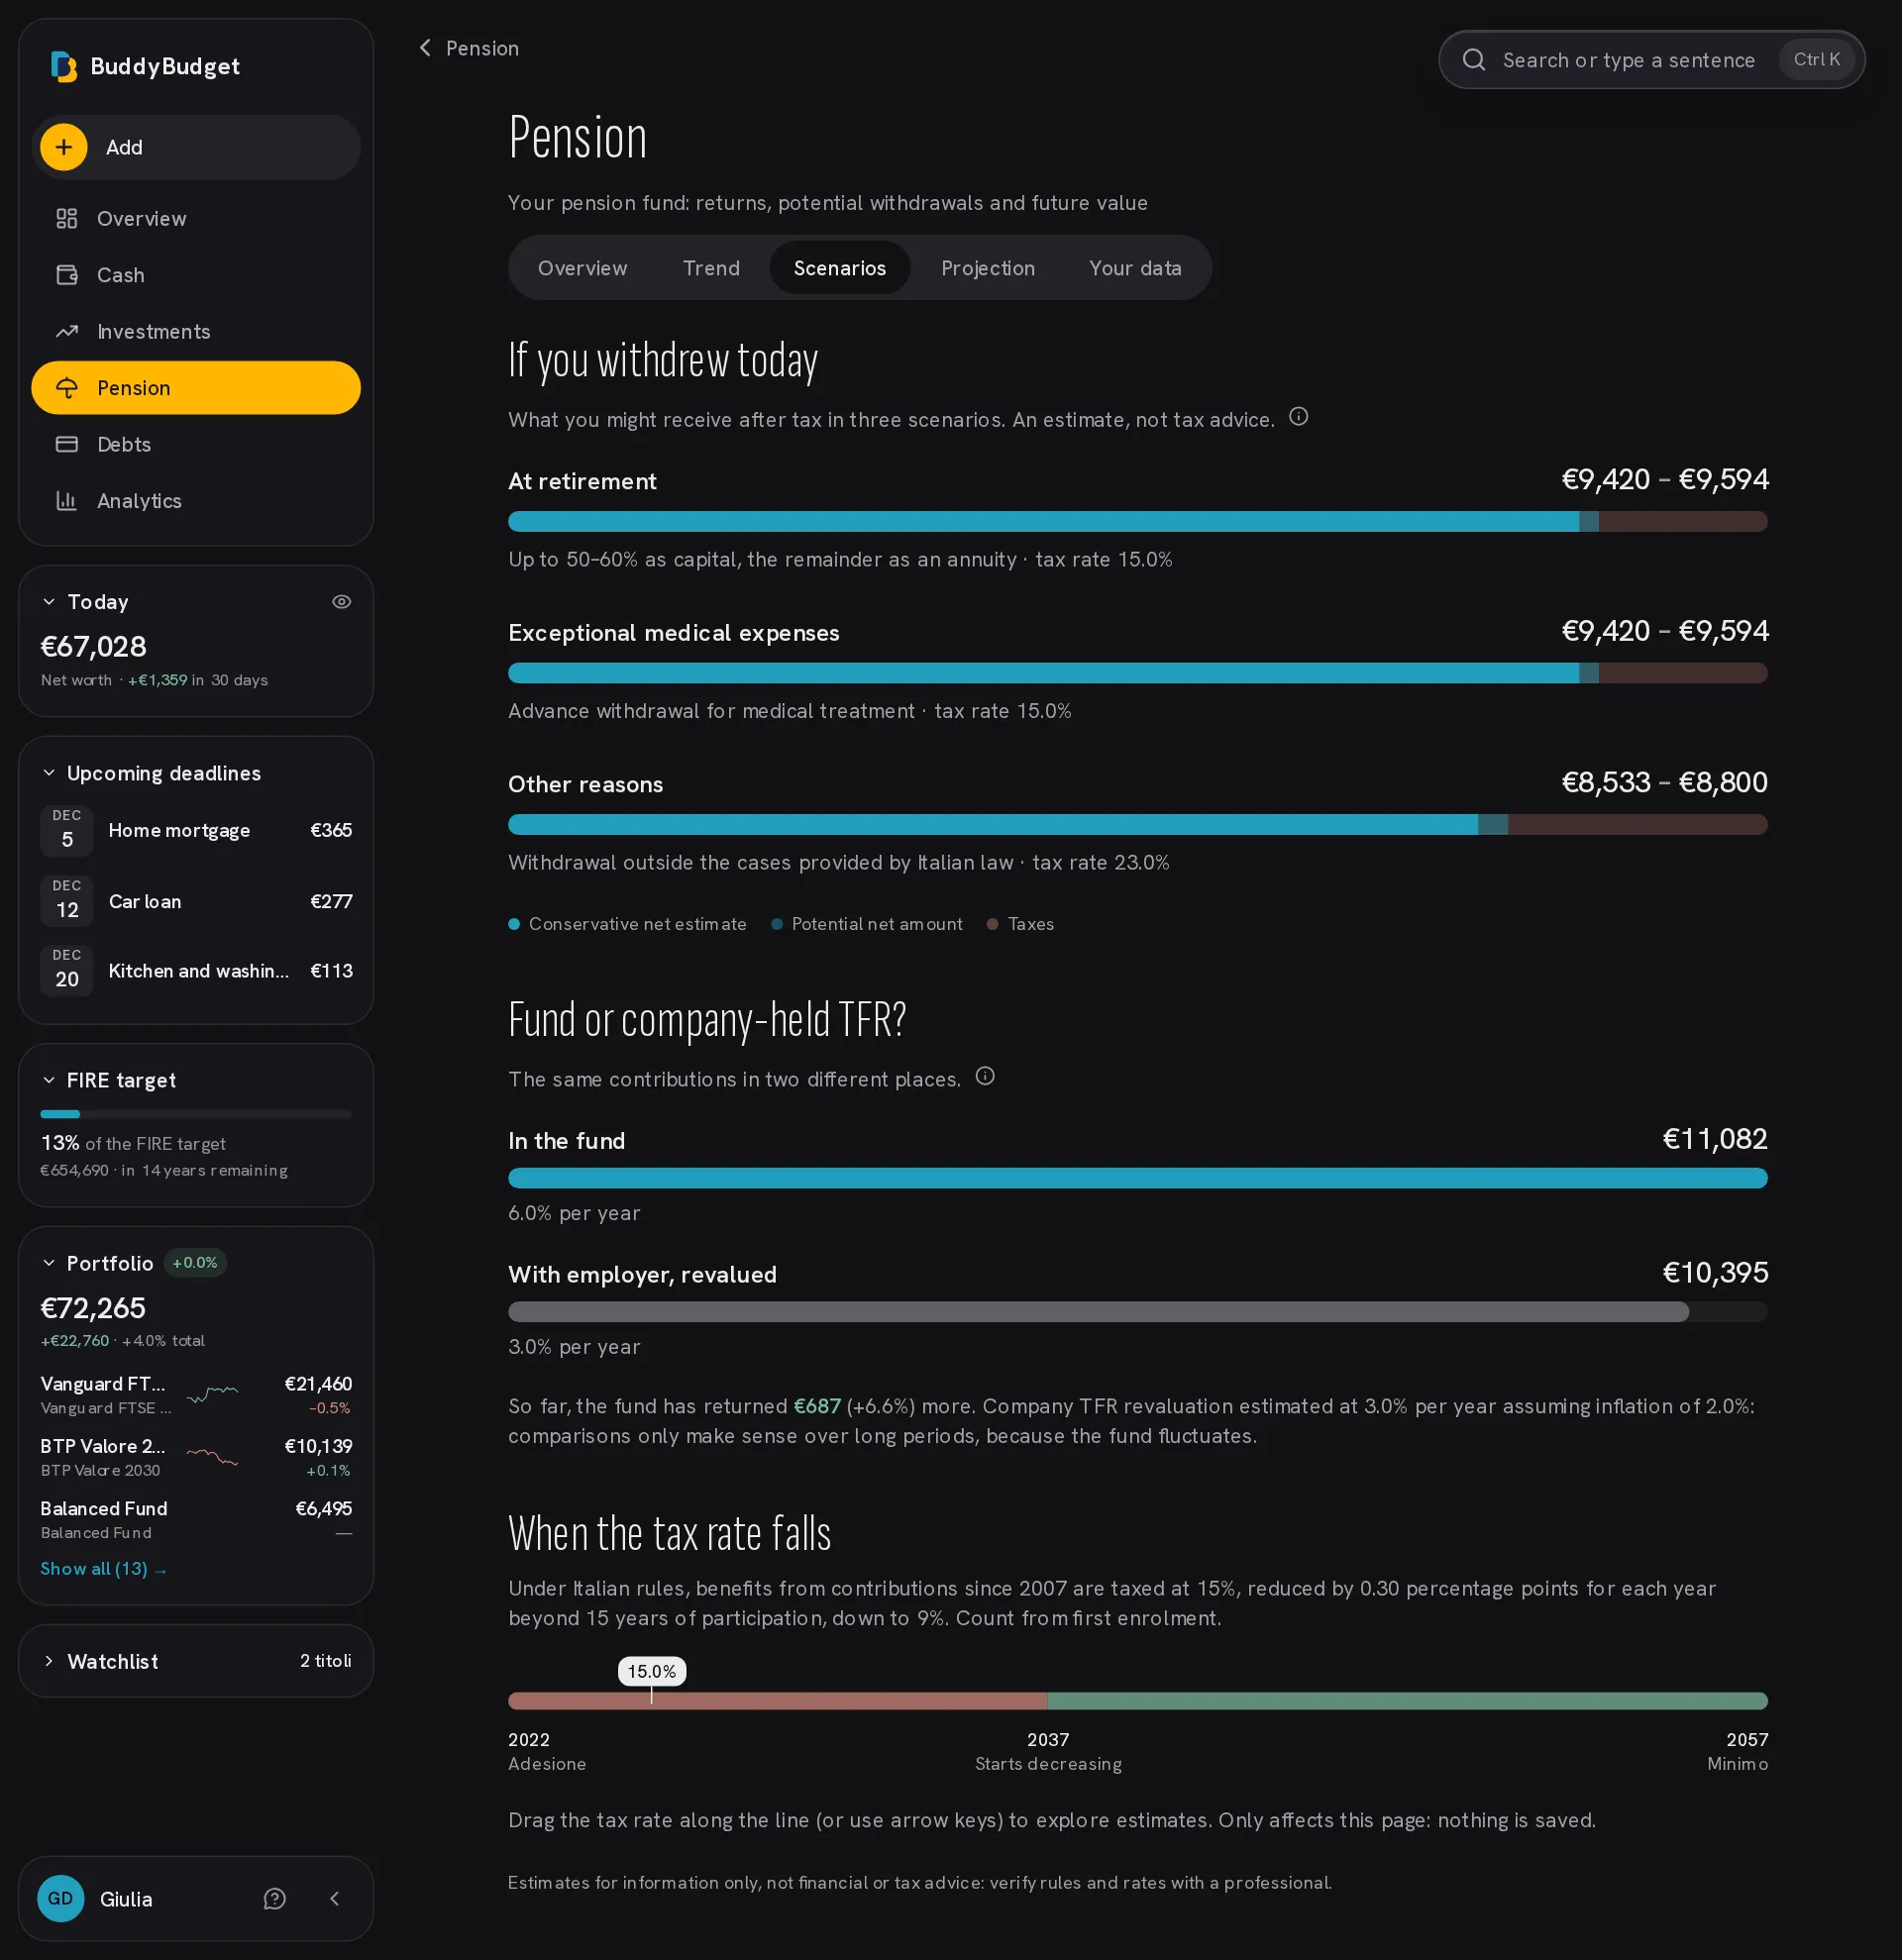 BuddyBudget
Add
Overview
Cash
Investments
Pension
Debts
Analytics
Today
€67,028
Net worth · +€1,359 in 30 days
Upcoming deadlines
DEC
5
Home mortgage
€365
DEC
12
Car loan
€277
DEC
20
Kitchen and washin...
€113
FIRE target
13% of the FIRE target
€654,690 · in 14 years remaining
Portfolio
+0.0%
€72,265
+€22,760 · +4.0% total
Vanguard FT...
€21,460
Vanguard FTSE ...
-0.5%
BTP Valore 2...
€10,139
BTP Valore 2030
+0.1%
Balanced Fund
€6,495
Balanced Fund
—
Show all (13) →
Watchlist
2 titoli
GD
Giulia
Pension
Search or type a sentence
Ctrl K
Pension
Your pension fund: returns, potential withdrawals and future value
Overview
Trend
Scenarios
Projection
Your data
If you withdrew today
What you might receive after tax in three scenarios. An estimate, not tax advice.
At retirement
€9,420 – €9,594
Up to 50–60% as capital, the remainder as an annuity · tax rate 15.0%
Exceptional medical expenses
€9,420 – €9,594
Advance withdrawal for medical treatment · tax rate 15.0%
Other reasons
€8,533 – €8,800
Withdrawal outside the cases provided by Italian law · tax rate 23.0%
Conservative net estimate
Potential net amount
Taxes
Fund or company-held TFR?
The same contributions in two different places.
In the fund
€11,082
6.0% per year
With employer, revalued
€10,395
3.0% per year
So far, the fund has returned €687 (+6.6%) more. Company TFR revaluation estimated at 3.0% per year assuming inflation of 2.0%:
comparisons only make sense over long periods, because the fund fluctuates.
When the tax rate falls
Under Italian rules, benefits from contributions since 2007 are taxed at 15%, reduced by 0.30 percentage points for each year
beyond 15 years of participation, down to 9%. Count from first enrolment.
15.0%
2022
2037
2057
Adesione
Starts decreasing
Minimo
Drag the tax rate along the line (or use arrow keys) to explore estimates. Only affects this page: nothing is saved.
Estimates for information only, not financial or tax advice: verify rules and rates with a professional.